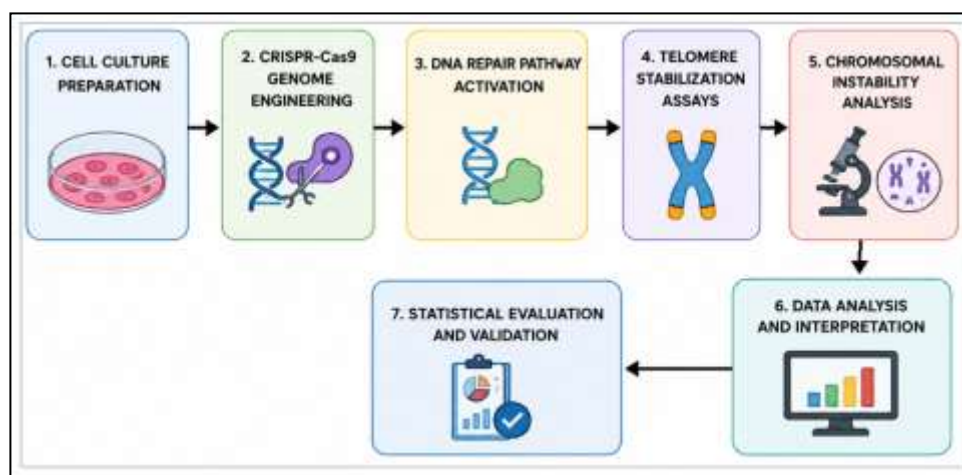 1. CELL CULTURE
PREPARATION
2. CRISPR-Cas9
GENOME
ENGINEERING
3. DNA REPAIR PATHWAY
ACTIVATION
4. TELOMERE
STABILIZATION
ASSAYS
5. CHROMOSOMAL
INSTABILITY
ANALYSIS
6. DATA ANALYSIS
AND INTERPRETATION
7. STATISTICAL EVALUATION
AND VALIDATION